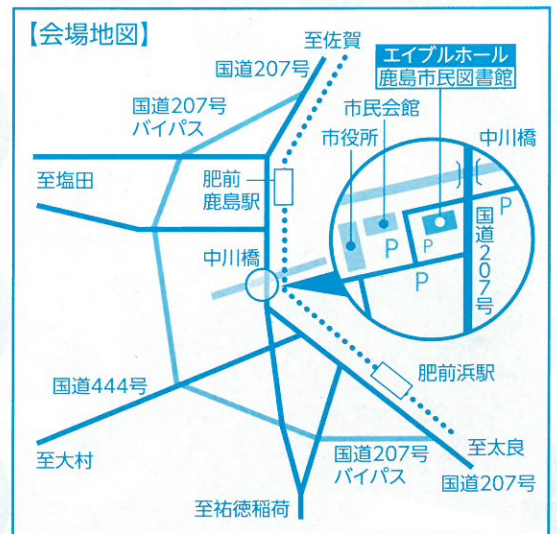 【会場地図】
至佐賀
エイブルホール
鹿島市民図書館
国道207号
国道207号
バイパス
市民会館
市役所
中川橋
至塩田
肥前
鹿島駅
P
P
P
P
国道207号
中川橋
肥前浜駅
国道444号
至大村
国道207号
バイパス
至太良
国道207号
至祐徳稲荷